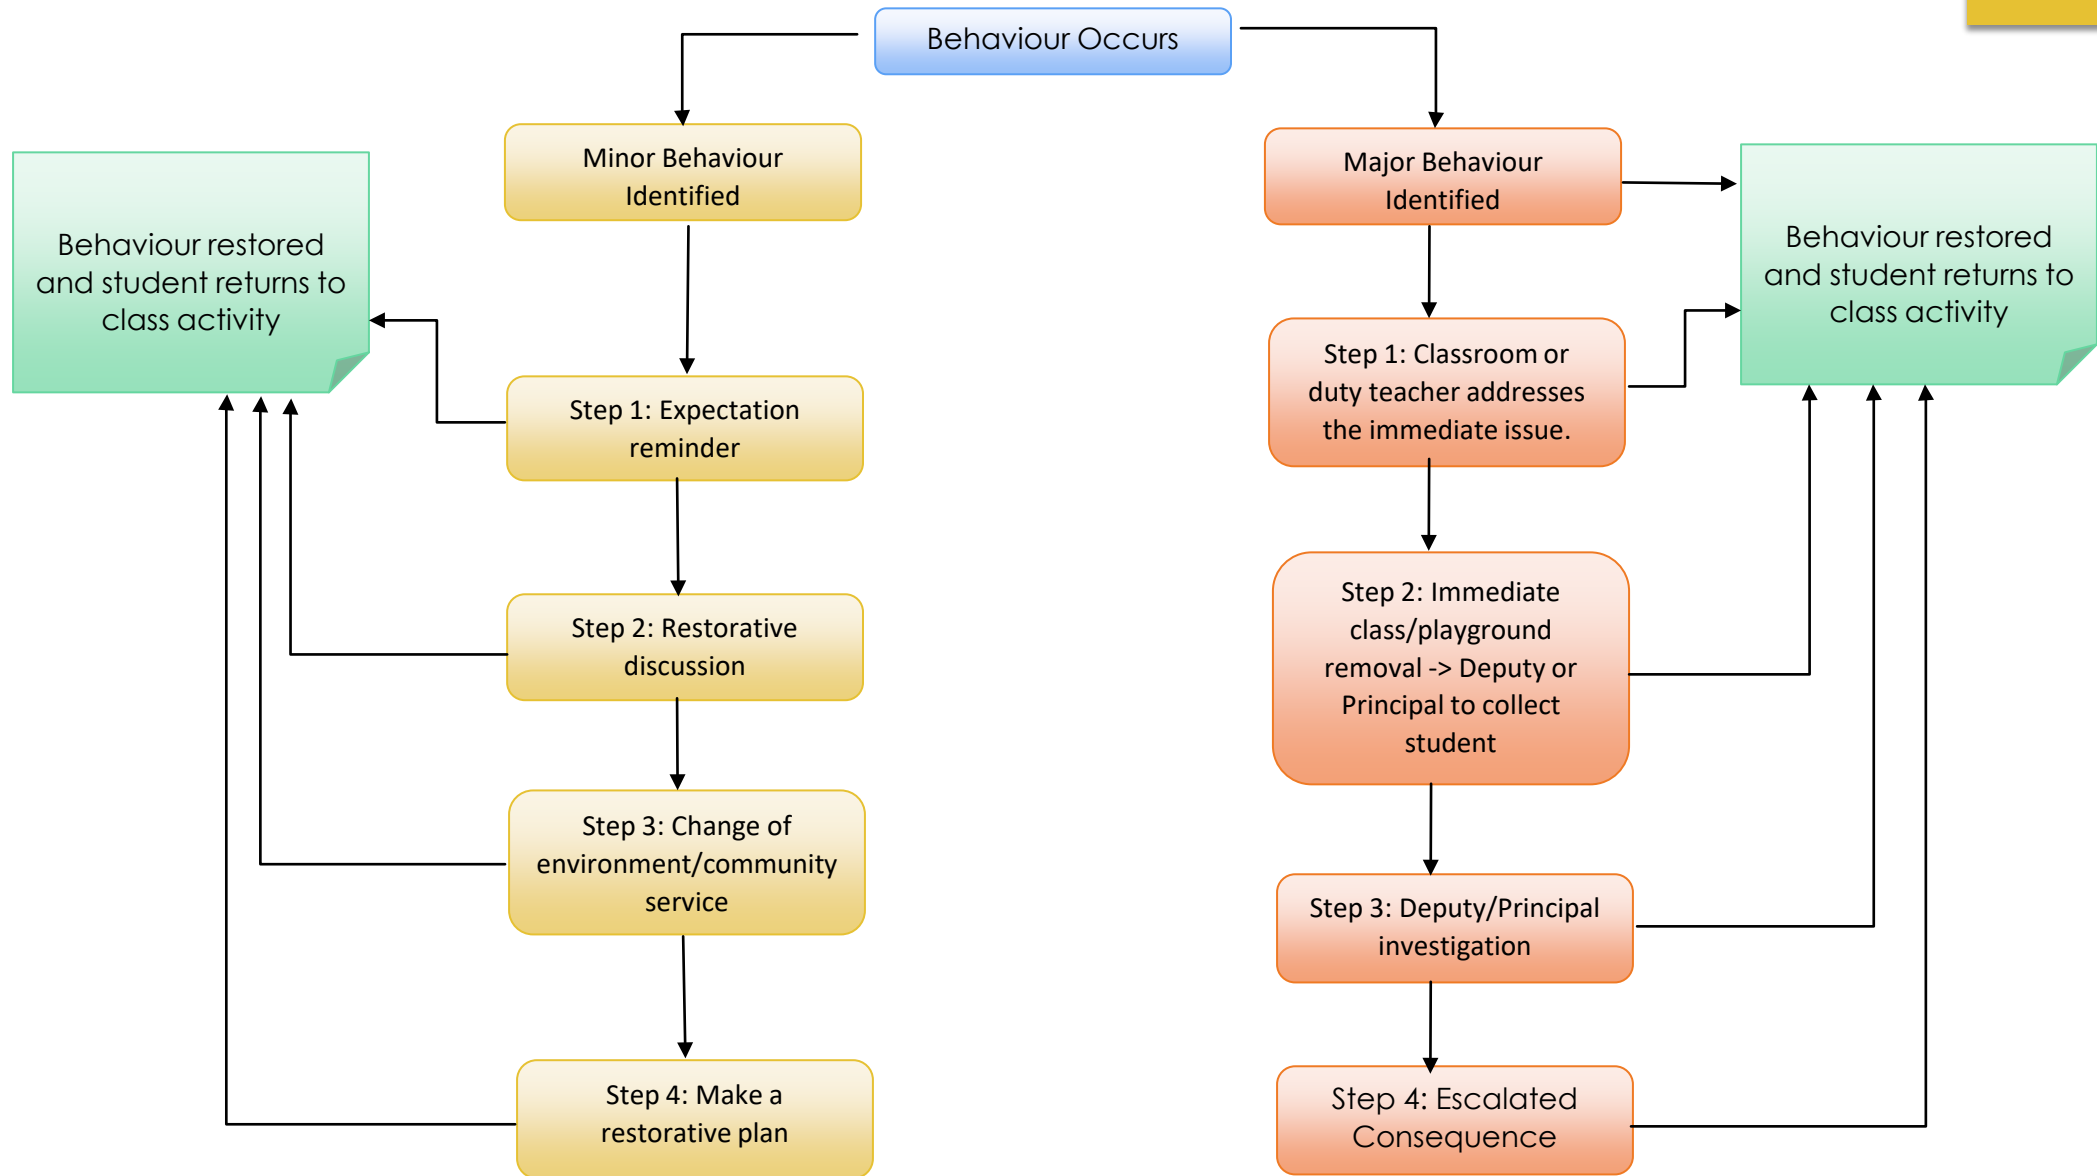 Behaviour Occurs
Minor Behaviour
Identified
Major Behaviour
Identified
Behaviour restored
and student returns to
class activity
Behaviour restored
and student returns to
class activity
Step 1: Expectation
reminder
Step 1: Classroom or
duty teacher addresses
the immediate issue.
Step 2: Restorative
discussion
Step 2: Immediate
class/playground
removal -> Deputy or
Principal to collect
student
Step 3: Change of
environment/community
service
Step 3: Deputy/Principal
investigation
Step 4: Make a
restorative plan
Step 4: Escalated
Consequence